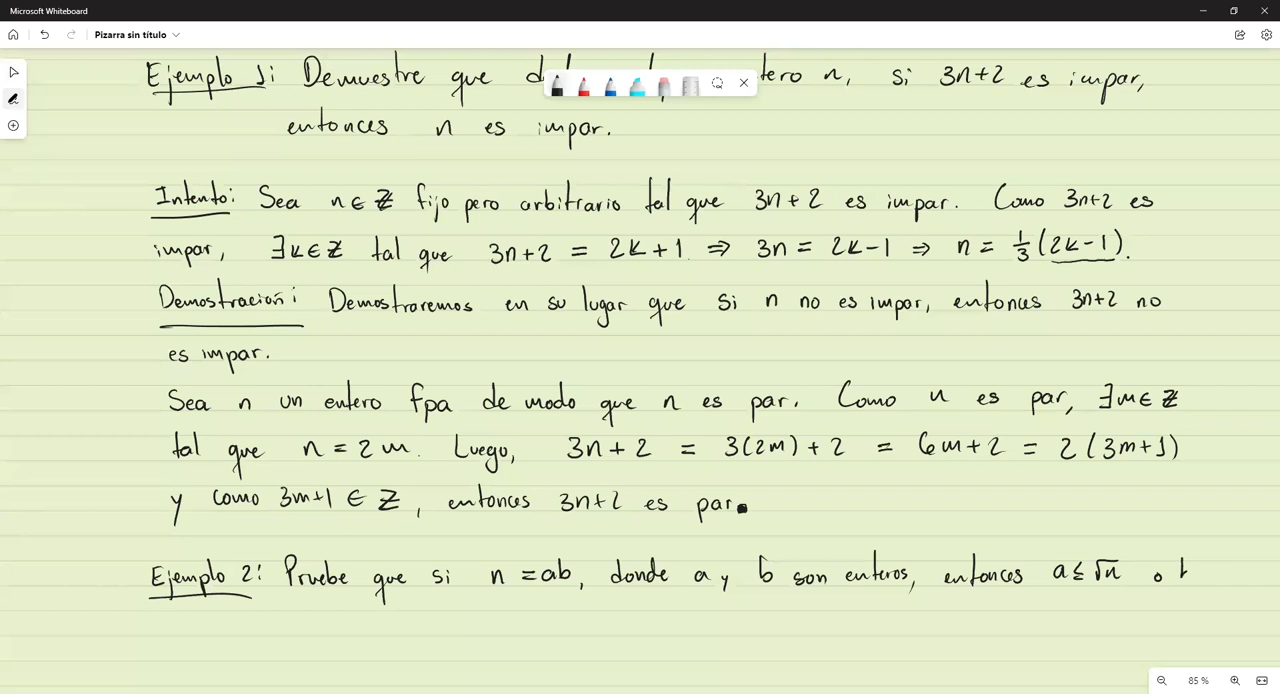 Microsoft Whiteboard
Pizarra sin título
Ejemplo 1: Demuestre que tero n, si 3n+2 es impar,
entonces n es impar.
Intento: Sea n ∈ ℤ fijo pero arbitrario tal que 3n+2 es impar. Como 3n+2 es
impar, ∃k∈ℤ tal que 3n+2 = 2k+1 ⇒ 3n = 2k-1 ⇒ n = 1/3 (2k-1).
Demostración: Demostraremos en su lugar que si n no es impar, entonces 3n+2 no
es impar.
Sea n un entero fpa de modo que n es par. Como n es par, ∃m∈ℤ
tal que n = 2m. Luego, 3n+2 = 3(2m)+2 = 6m+2 = 2(3m+1)
y como 3m+1 ∈ ℤ, entonces 3n+2 es par.
Ejemplo 2: Pruebe que si n = ab, donde a y b son enteros, entonces a ≤ √n o
85 %